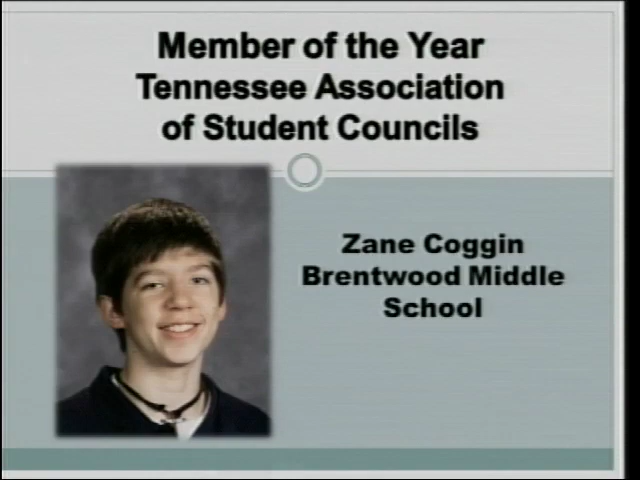 Member of the Year
Tennessee Association
of Student Councils
Zane Coggin
Brentwood Middle
School